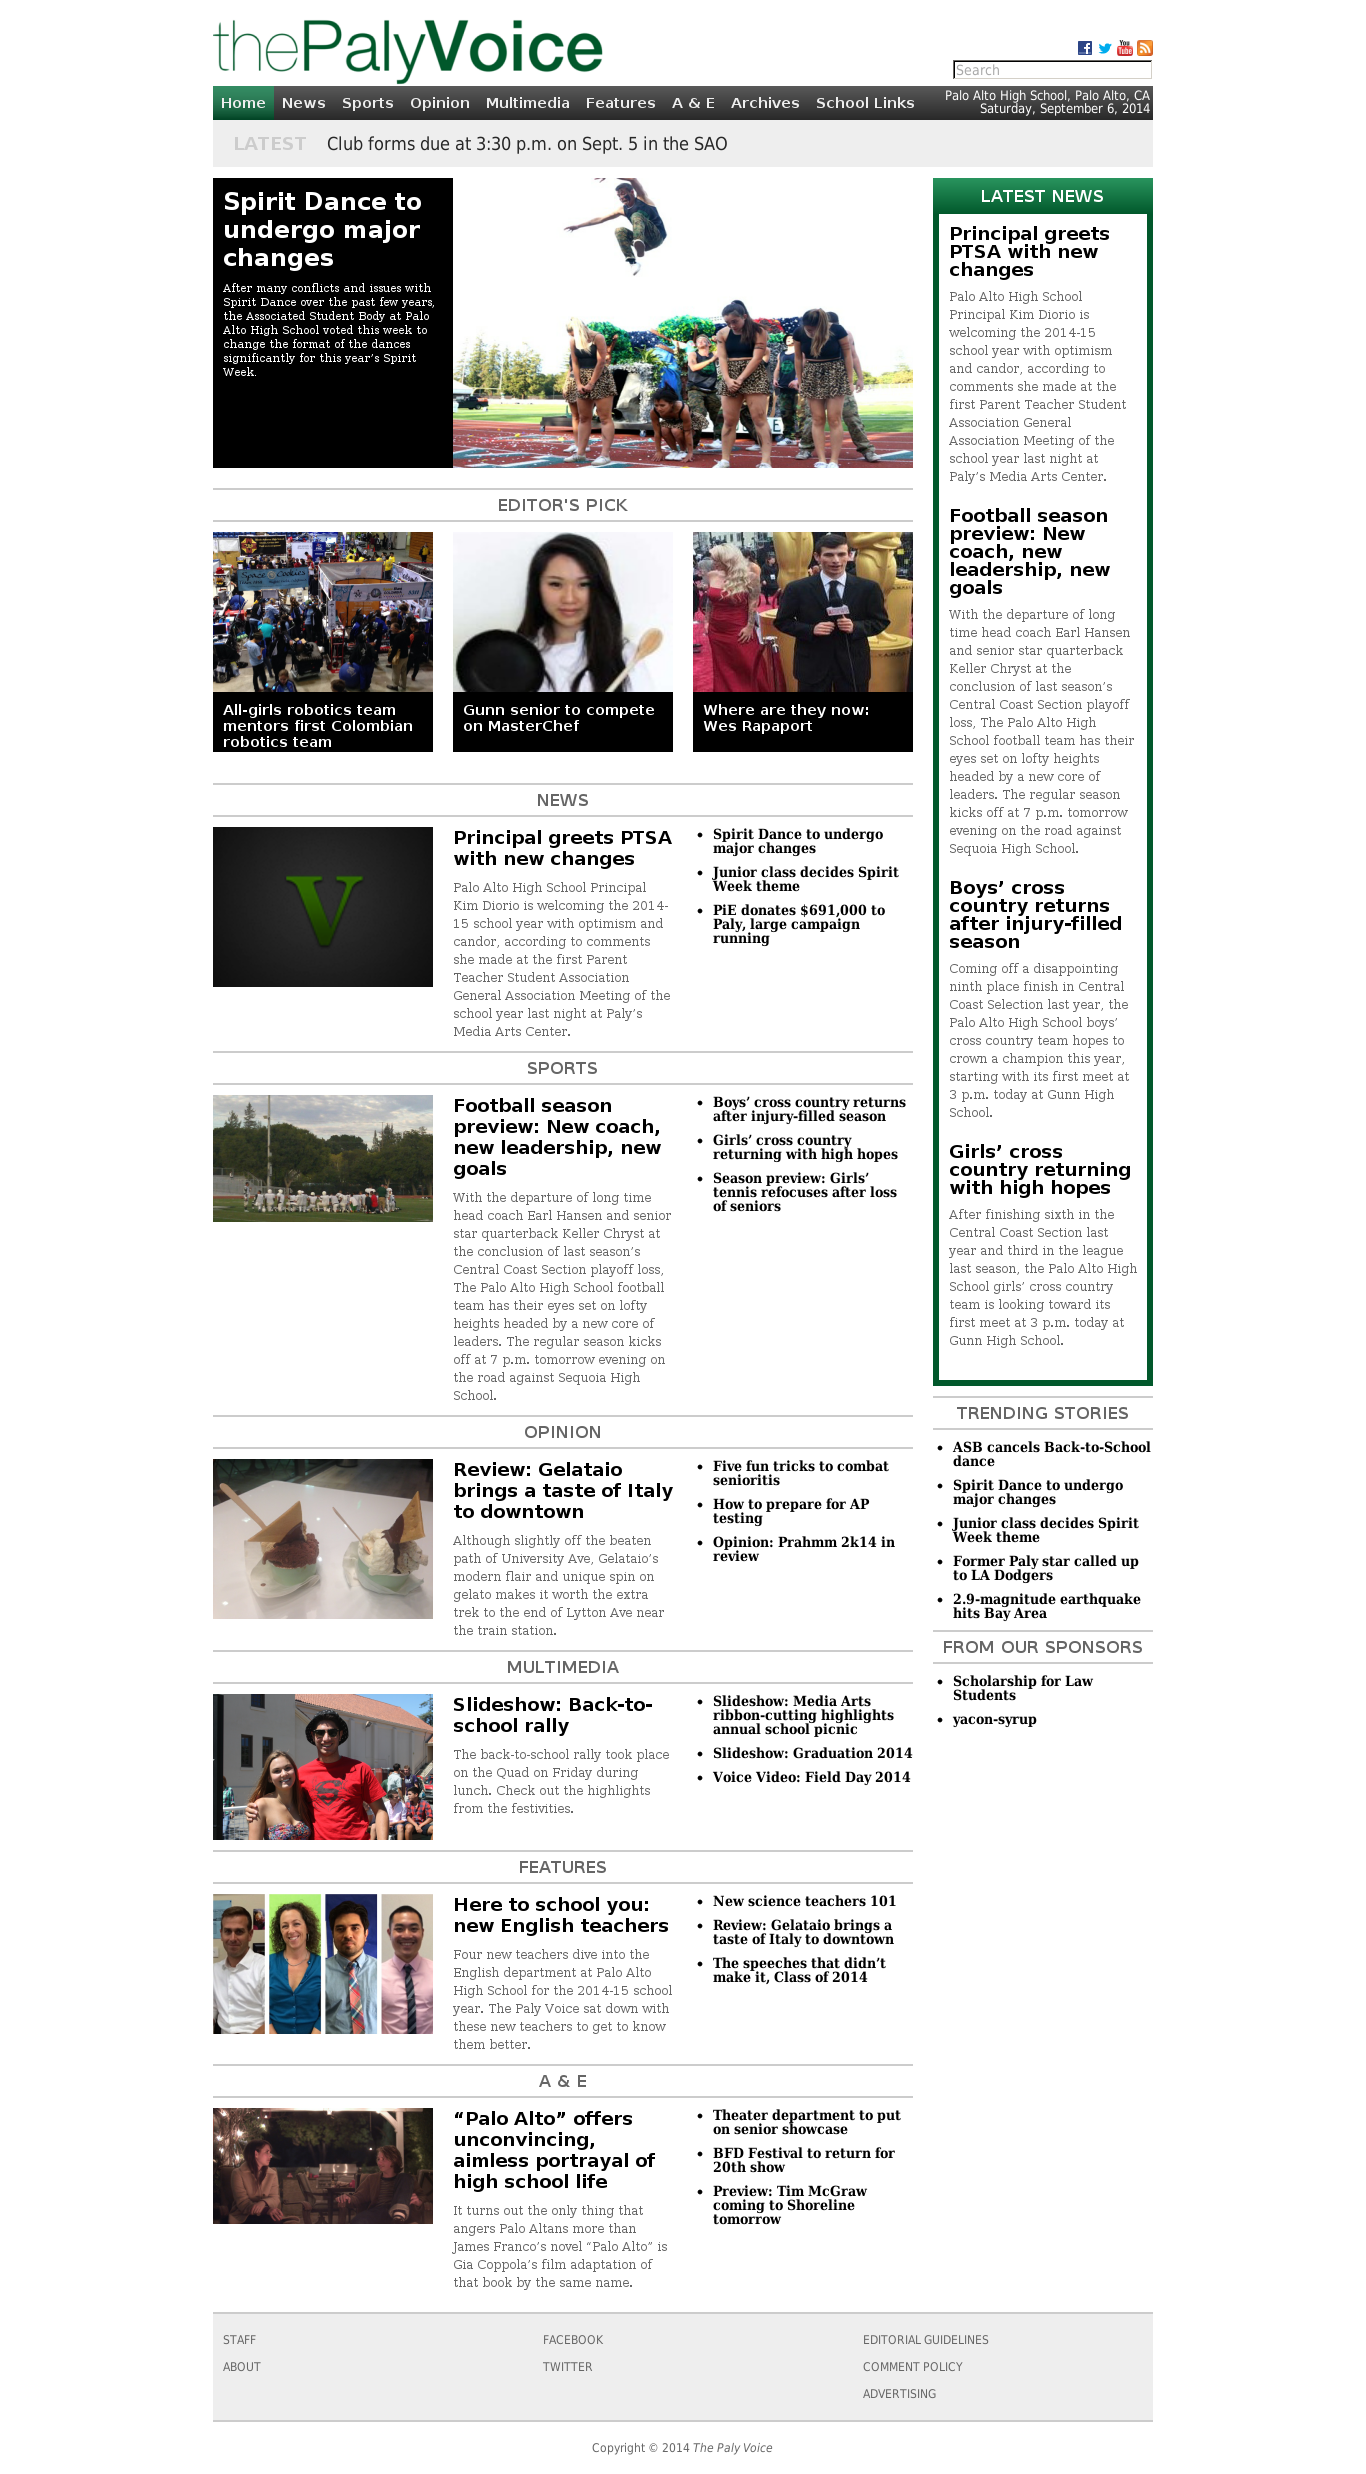 thePalyVoice
Search
Home News Sports Opinion Multimedia Features A & E Archives School Links
Palo Alto High School, Palo Alto, CA
Saturday, September 6, 2014
LATEST Club forms due at 3:30 p.m. on Sept. 5 in the SAO
Spirit Dance to
undergo major
changes
After many conflicts and issues with
Spirit Dance over the past few years,
the Associated Student Body at Palo
Alto High School voted this week to
change the format of the dances
significantly for this year’s Spirit
Week.
EDITOR'S PICK
All-girls robotics team
mentors first Colombian
robotics team
Gunn senior to compete
on MasterChef
Where are they now:
Wes Rapaport
NEWS
V
Principal greets PTSA
with new changes
Palo Alto High School Principal
Kim Diorio is welcoming the 2014-
15 school year with optimism and
candor, according to comments
she made at the first Parent
Teacher Student Association
General Association Meeting of the
school year last night at Paly’s
Media Arts Center.
Spirit Dance to undergo
major changes
Junior class decides Spirit
Week theme
PiE donates $691,000 to
Paly, large campaign
running
SPORTS
Football season
preview: New coach,
new leadership, new
goals
With the departure of long time
head coach Earl Hansen and senior
star quarterback Keller Chryst at
the conclusion of last season’s
Central Coast Section playoff loss,
The Palo Alto High School football
team has their eyes set on lofty
heights headed by a new core of
leaders. The regular season kicks
off at 7 p.m. tomorrow evening on
the road against Sequoia High
School.
Boys’ cross country returns
after injury-filled season
Girls’ cross country
returning with high hopes
Season preview: Girls’
tennis refocuses after loss
of seniors
OPINION
Review: Gelataio
brings a taste of Italy
to downtown
Although slightly off the beaten
path of University Ave, Gelataio’s
modern flair and unique spin on
gelato makes it worth the extra
trek to the end of Lytton Ave near
the train station.
Five fun tricks to combat
senioritis
How to prepare for AP
testing
Opinion: Prahmm 2k14 in
review
MULTIMEDIA
Slideshow: Back-to-
school rally
The back-to-school rally took place
on the Quad on Friday during
lunch. Check out the highlights
from the festivities.
Slideshow: Media Arts
ribbon-cutting highlights
annual school picnic
Slideshow: Graduation 2014
Voice Video: Field Day 2014
FEATURES
Here to school you:
new English teachers
Four new teachers dive into the
English department at Palo Alto
High School for the 2014-15 school
year. The Paly Voice sat down with
these new teachers to get to know
them better.
New science teachers 101
Review: Gelataio brings a
taste of Italy to downtown
The speeches that didn’t
make it, Class of 2014
A & E
“Palo Alto” offers
unconvincing,
aimless portrayal of
high school life
It turns out the only thing that
angers Palo Altans more than
James Franco’s novel “Palo Alto” is
Gia Coppola’s film adaptation of
that book by the same name.
Theater department to put
on senior showcase
BFD Festival to return for
20th show
Preview: Tim McGraw
coming to Shoreline
tomorrow
LATEST NEWS
Principal greets
PTSA with new
changes
Palo Alto High School
Principal Kim Diorio is
welcoming the 2014-15
school year with optimism
and candor, according to
comments she made at the
first Parent Teacher Student
Association General
Association Meeting of the
school year last night at
Paly’s Media Arts Center.
Football season
preview: New
coach, new
leadership, new
goals
With the departure of long
time head coach Earl Hansen
and senior star quarterback
Keller Chryst at the
conclusion of last season’s
Central Coast Section playoff
loss, The Palo Alto High
School football team has their
eyes set on lofty heights
headed by a new core of
leaders. The regular season
kicks off at 7 p.m. tomorrow
evening on the road against
Sequoia High School.
Boys’ cross
country returns
after injury-filled
season
Coming off a disappointing
ninth place finish in Central
Coast Selection last year, the
Palo Alto High School boys’
cross country team hopes to
crown a champion this year,
starting with its first meet at
3 p.m. today at Gunn High
School.
Girls’ cross
country returning
with high hopes
After finishing sixth in the
Central Coast Section last
year and third in the league
last season, the Palo Alto High
School girls’ cross country
team is looking toward its
first meet at 3 p.m. today at
Gunn High School.
TRENDING STORIES
ASB cancels Back-to-School
dance
Spirit Dance to undergo
major changes
Junior class decides Spirit
Week theme
Former Paly star called up
to LA Dodgers
2.9-magnitude earthquake
hits Bay Area
FROM OUR SPONSORS
Scholarship for Law
Students
yacon-syrup
STAFF
ABOUT
FACEBOOK
TWITTER
EDITORIAL GUIDELINES
COMMENT POLICY
ADVERTISING
Copyright © 2014 The Paly Voice